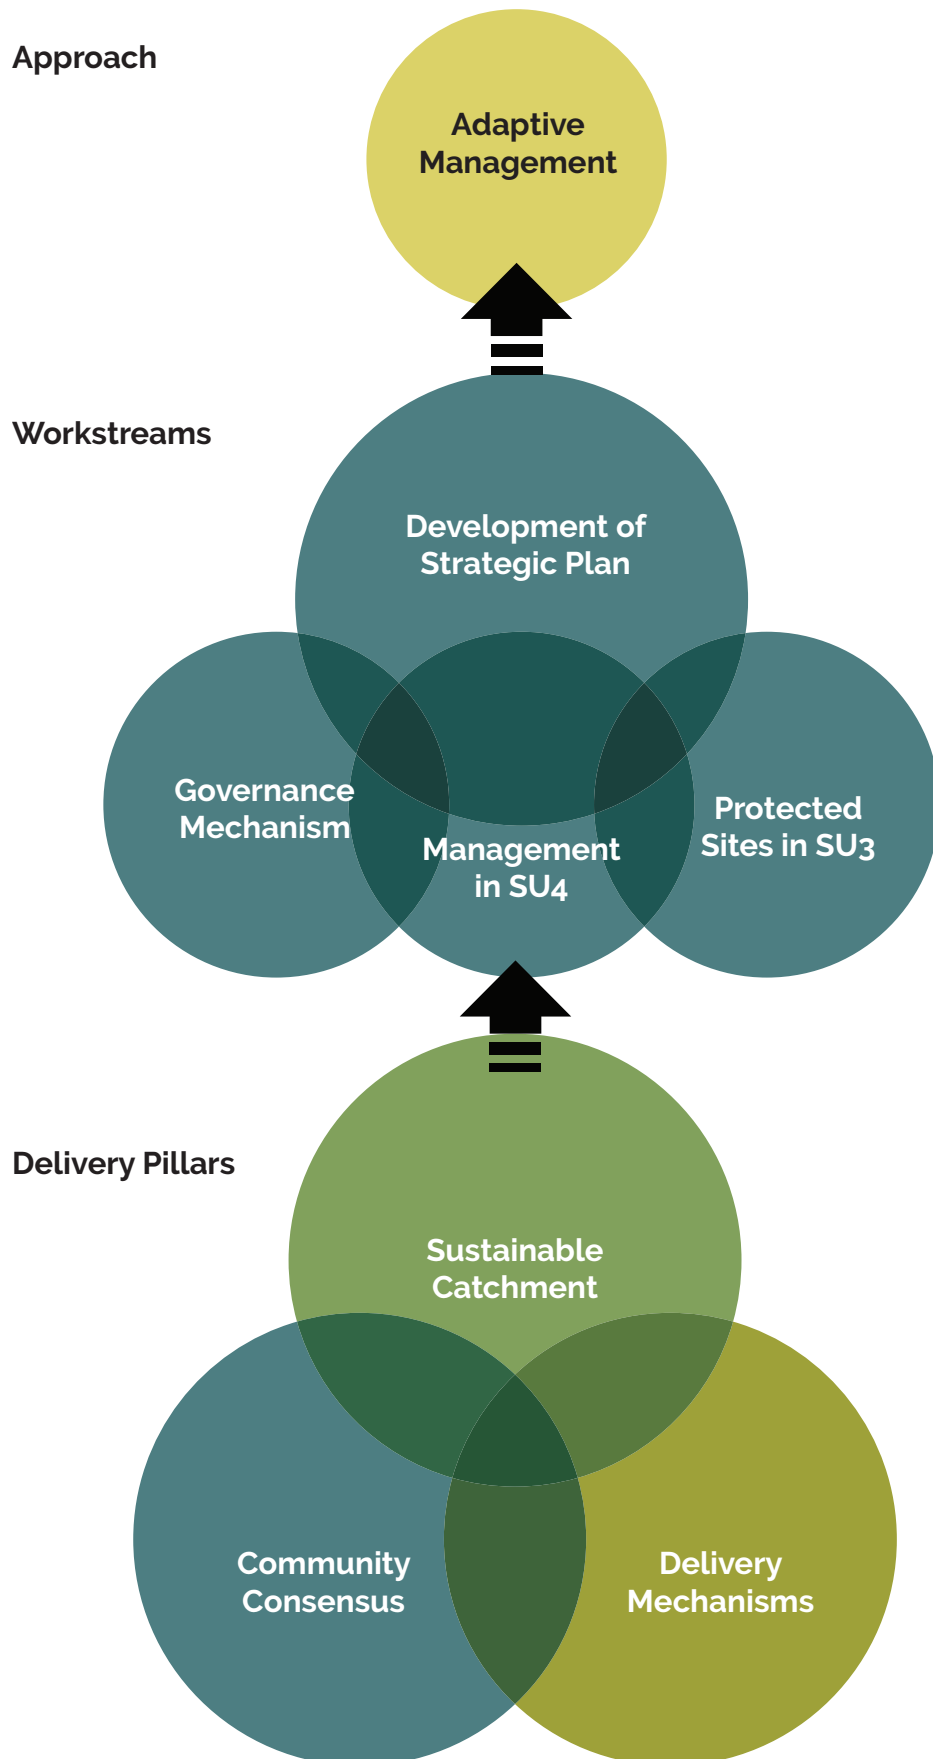 Approach
Adaptive
Management
Workstreams
Development of
Strategic Plan
Governance
Mechanism
Management
in SU4
Protected
Sites in SU3
Delivery Pillars
Sustainable
Catchment
Community
Consensus
Delivery
Mechanisms